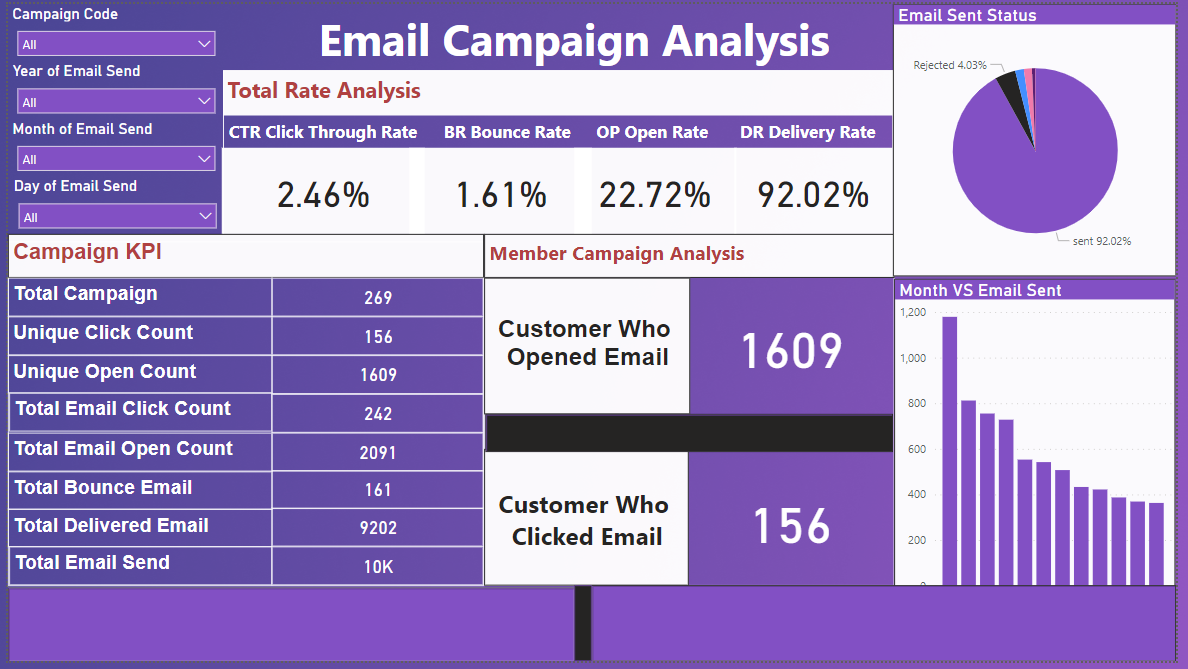 Campaign Code
All
Year of Email Send
All
Month of Email Send
All
Day of Email Send
All
Email Campaign Analysis
Total Rate Analysis
CTR Click Through Rate BR Bounce Rate OP Open Rate DR Delivery Rate
2.46% 1.61% 22.72% 92.02%
Email Sent Status
Rejected 4.03%
sent 92.02%
Campaign KPI
Total Campaign 269
Unique Click Count 156
Unique Open Count 1609
Total Email Click Count 242
Total Email Open Count 2091
Total Bounce Email 161
Total Delivered Email 9202
Total Email Send 10K
Member Campaign Analysis
Customer Who
Opened Email
1609
Customer Who
Clicked Email
156
Month VS Email Sent
1,200
1,000
800
600
400
200
0